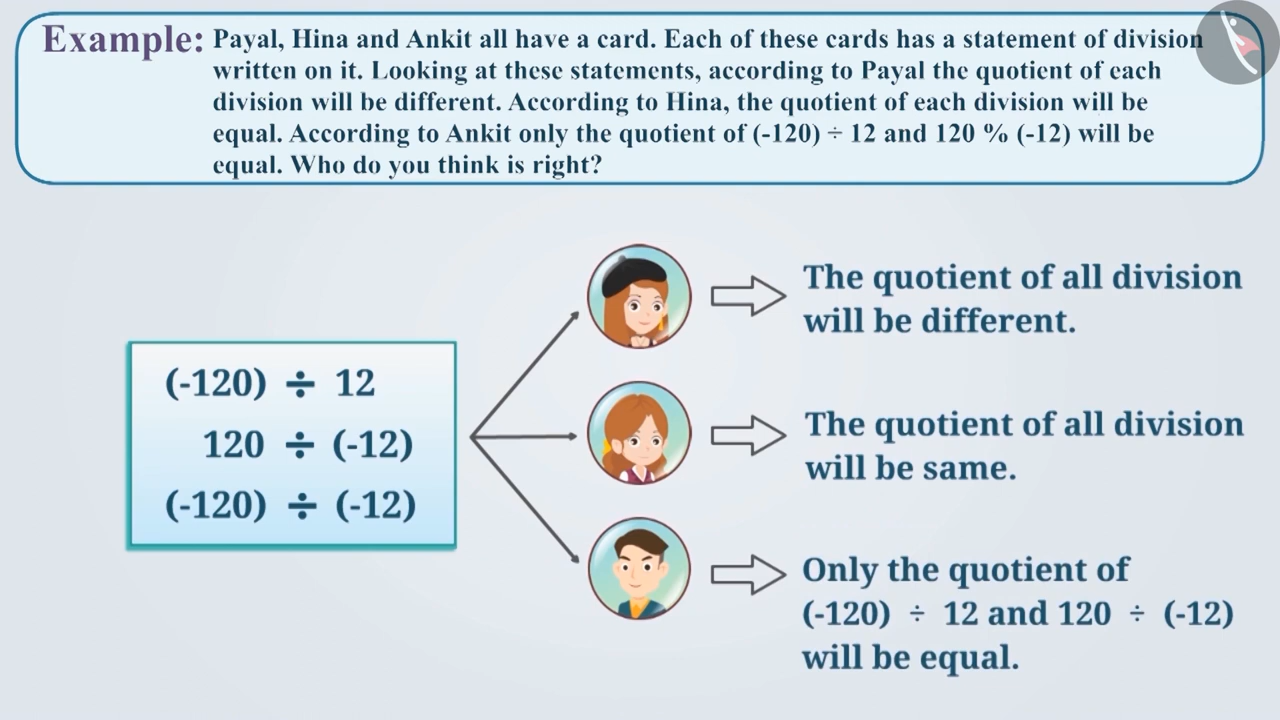 Example: Payal, Hina and Ankit all have a card. Each of these cards has a statement of division
written on it. Looking at these statements, according to Payal the quotient of each
division will be different. According to Hina, the quotient of each division will be
equal. According to Ankit only the quotient of (-120) ÷ 12 and 120 % (-12) will be
equal. Who do you think is right?
(-120) ÷ 12
120 ÷ (-12)
(-120) ÷ (-12)
The quotient of all division
will be different.
The quotient of all division
will be same.
Only the quotient of
(-120) ÷ 12 and 120 ÷ (-12)
will be equal.